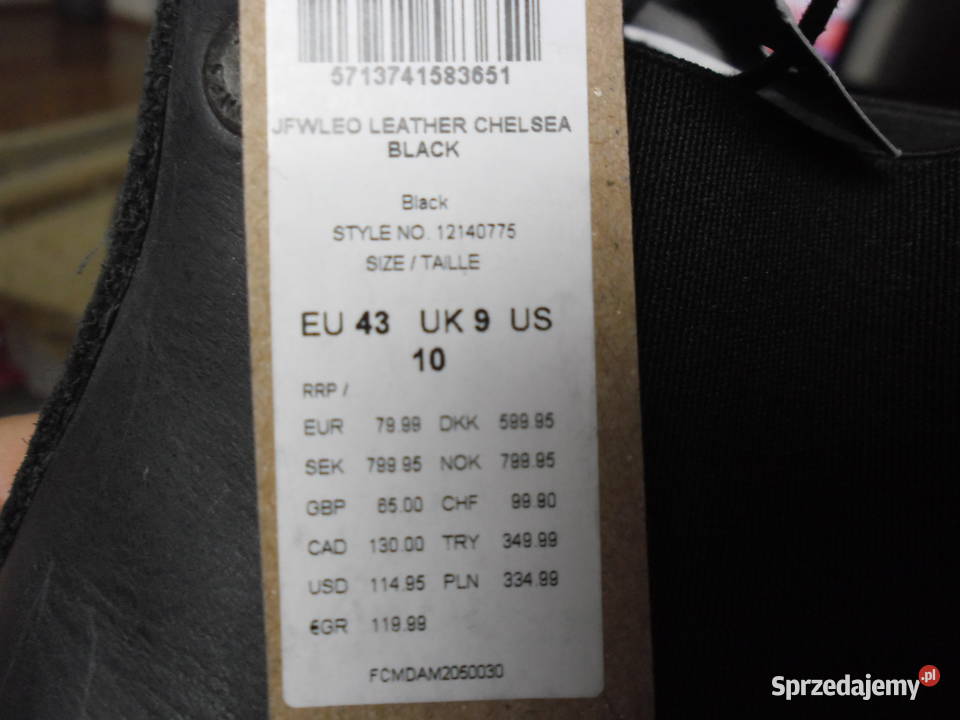 5713741583651
JFWLEO LEATHER CHELSEA
BLACK
Black
STYLE NO. 12140775
SIZE / TAILLE
EU 43 UK 9 US
10
RRP /
EUR 79.99 DKK 599.95
SEK 799.95 NOK 799.95
GBP 65.00 CHF 99.90
CAD 130.00 TRY 349.99
USD 114.95 PLN 334.99
€GR 119.99
FCMDAM2050030
Sprzedajemy.pl